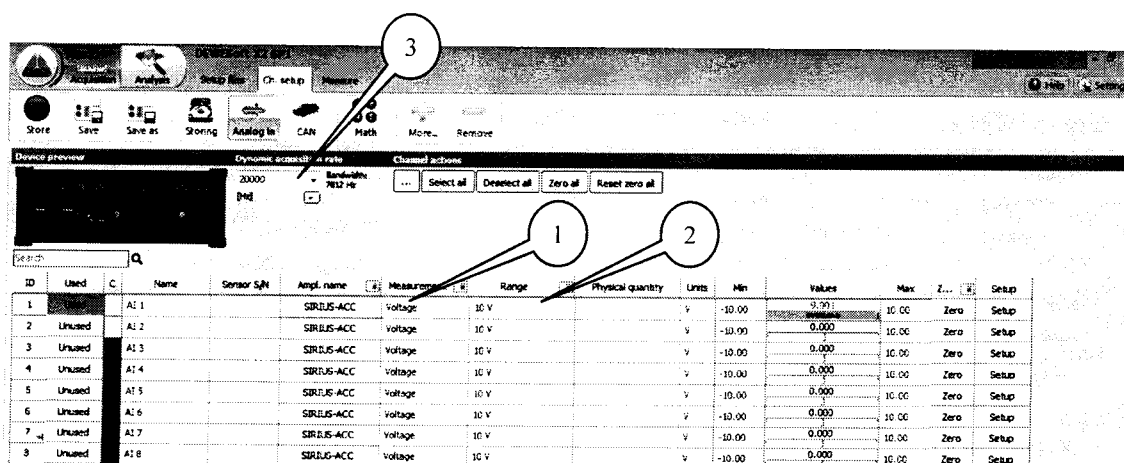 3
Acquisition Analysis Setup files Ch. setup Measure
Help Settings
Store Save Save as Storing Analog in CAN Math More... Remove
Device preview Dynamic acquisition rate Channel actions
20000 Bandwidth: 7812 Hz ... Select all Deselect all Zero all Reset zero all
[Hz]
1 2
Search
ID Used C Name Sensor S/N Ampl. name Measurement Range Physical quantity Units Min Values Max Z... Setup
1 AI 1 SIRIUS-ACC Voltage 10 V V -10.00 10.00 Zero Setup
2 Unused AI 2 SIRIUS-ACC Voltage 10 V V -10.00 0.000 10.00 Zero Setup
3 Unused AI 3 SIRIUS-ACC Voltage 10 V V -10.00 0.000 10.00 Zero Setup
4 Unused AI 4 SIRIUS-ACC Voltage 10 V V -10.00 0.000 10.00 Zero Setup
5 Unused AI 5 SIRIUS-ACC Voltage 10 V V -10.00 0.000 10.00 Zero Setup
6 Unused AI 6 SIRIUS-ACC Voltage 10 V V -10.00 0.000 10.00 Zero Setup
7 Unused AI 7 SIRIUS-ACC Voltage 10 V V -10.00 0.000 10.00 Zero Setup
8 Unused AI 8 SIRIUS-ACC Voltage 10 V V -10.00 0.000 10.00 Zero Setup